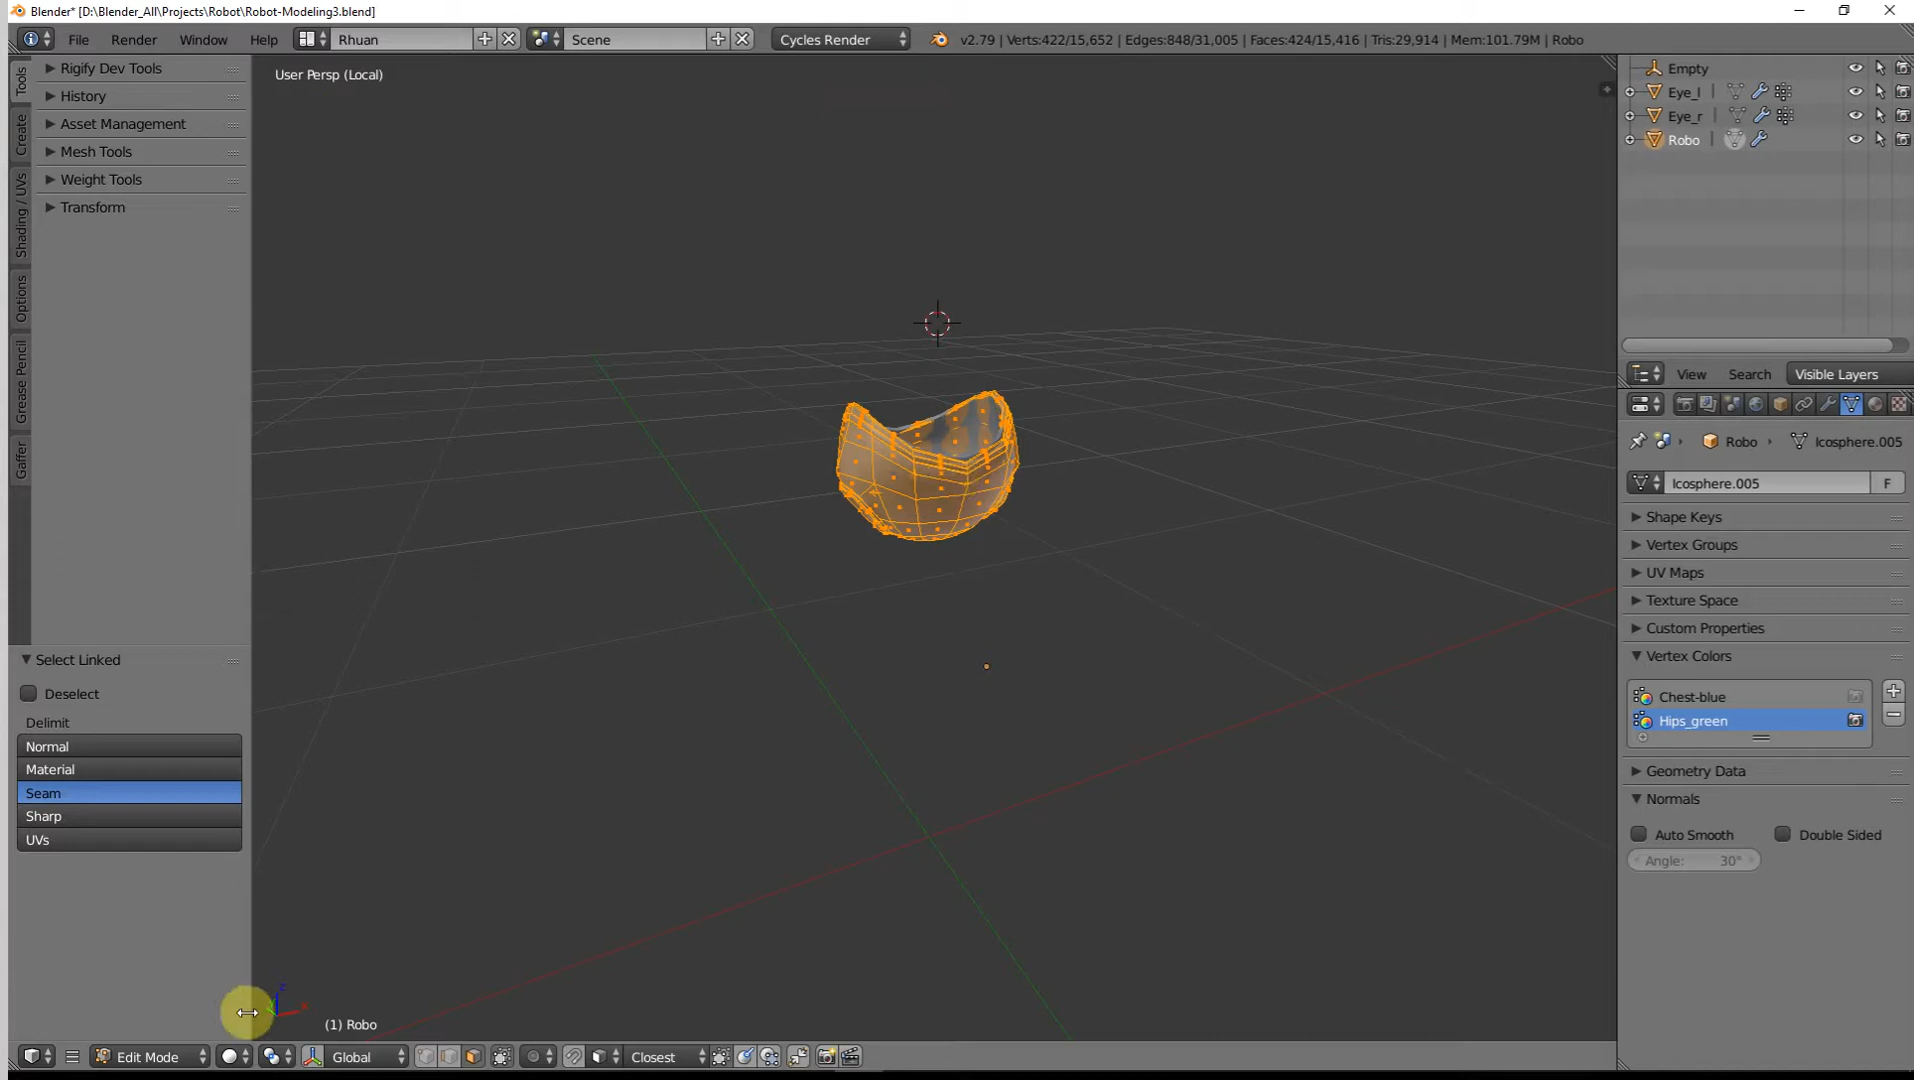 Blender* [D:\Blender_All\Projects\Robot\Robot-Modeling3.blend]
File Render Window Help Rhuan Scene Cycles Render v2.79 | Verts:422/15,652 | Edges:848/31,005 | Faces:424/15,416 | Tris:29,914 | Mem:101.79M | Robo
Tools
Create
Shading / UVs
Options
Grease Pencil
Gaffer
Rigify Dev Tools
History
Asset Management
Mesh Tools
Weight Tools
Transform
User Persp (Local)
Select Linked
Deselect
Delimit
Normal
Material
Seam
Sharp
UVs
z
x
(1) Robo
Edit Mode Global Closest
Empty
Eye_l
Eye_r
Robo
View Search Visible Layers
Robo Icosphere.005
Icosphere.005 F
Shape Keys
Vertex Groups
UV Maps
Texture Space
Custom Properties
Vertex Colors
Chest-blue
Hips_green
Geometry Data
Normals
Auto Smooth Double Sided
Angle: 30°